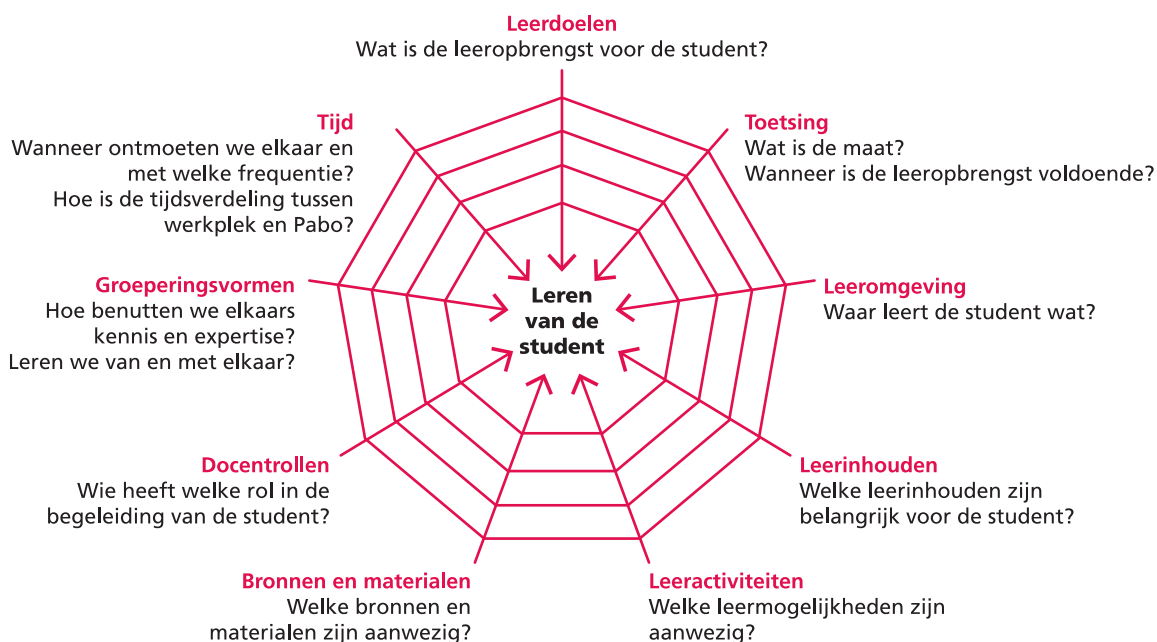 Leerdoelen
Wat is de leeropbrengst voor de student?
Toetsing
Wat is de maat?
Wanneer is de leeropbrengst voldoende?
Leeromgeving
Waar leert de student wat?
Leerinhouden
Welke leerinhouden zijn
belangrijk voor de student?
Leeractiviteiten
Welke leermogelijkheden zijn
aanwezig?
Bronnen en materialen
Welke bronnen en
materialen zijn aanwezig?
Docentrollen
Wie heeft welke rol in de
begeleiding van de student?
Groeperingsvormen
Hoe benutten we elkaars
kennis en expertise?
Leren we van en met elkaar?
Tijd
Wanneer ontmoeten we elkaar en
met welke frequentie?
Hoe is de tijdsverdeling tussen
werkplek en Pabo?
Leren
van de
student